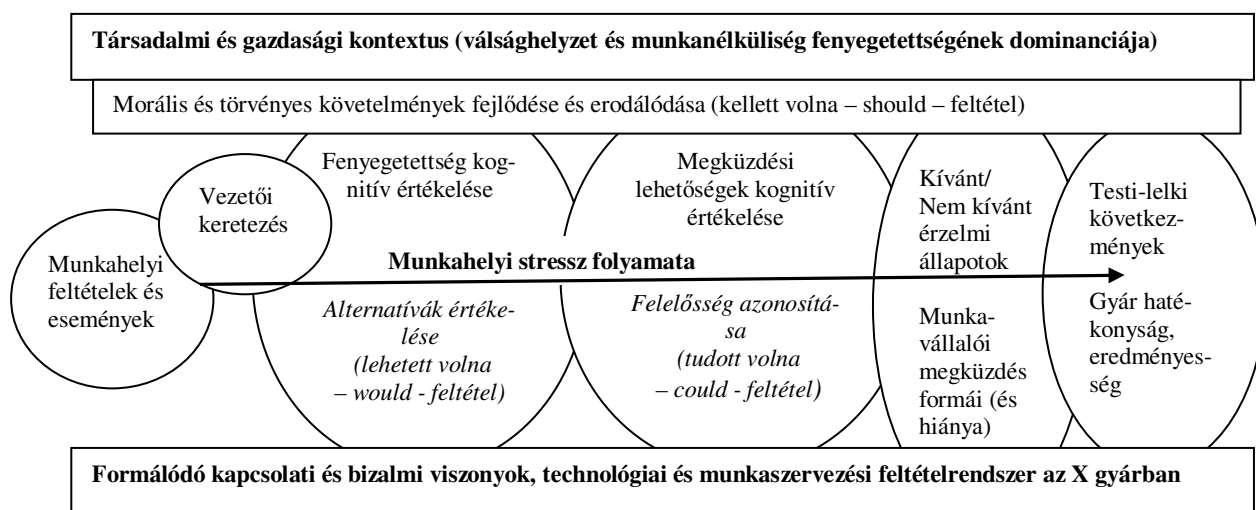 Társadalmi és gazdasági kontextus (válsághelyzet és munkanélküliség fenyegetettségének dominanciája)
Morális és törvényes követelmények fejlődése és erodálódása (kellett volna – should – feltétel)
Munkahelyi
feltételek és
események
Vezetői
keretezés
Fenyegetettség kog-
nitív értékelése
Megküzdési
lehetőségek kognitív
értékelése
Kívánt/
Nem kívánt
érzelmi
állapotok
Testi-lelki
következ-
mények
Munkahelyi stressz folyamata
Alternatívák értéke-
lése
(lehetett volna
– would - feltétel)
Felelősség azonosítá-
sa
(tudott volna
– could - feltétel)
Munka-
vállalói
megküzdés
formái (és
hiánya)
Gyár haté-
konyság,
eredményes-
ség
Formálódó kapcsolati és bizalmi viszonyok, technológiai és munkaszervezési feltételrendszer az X gyárban